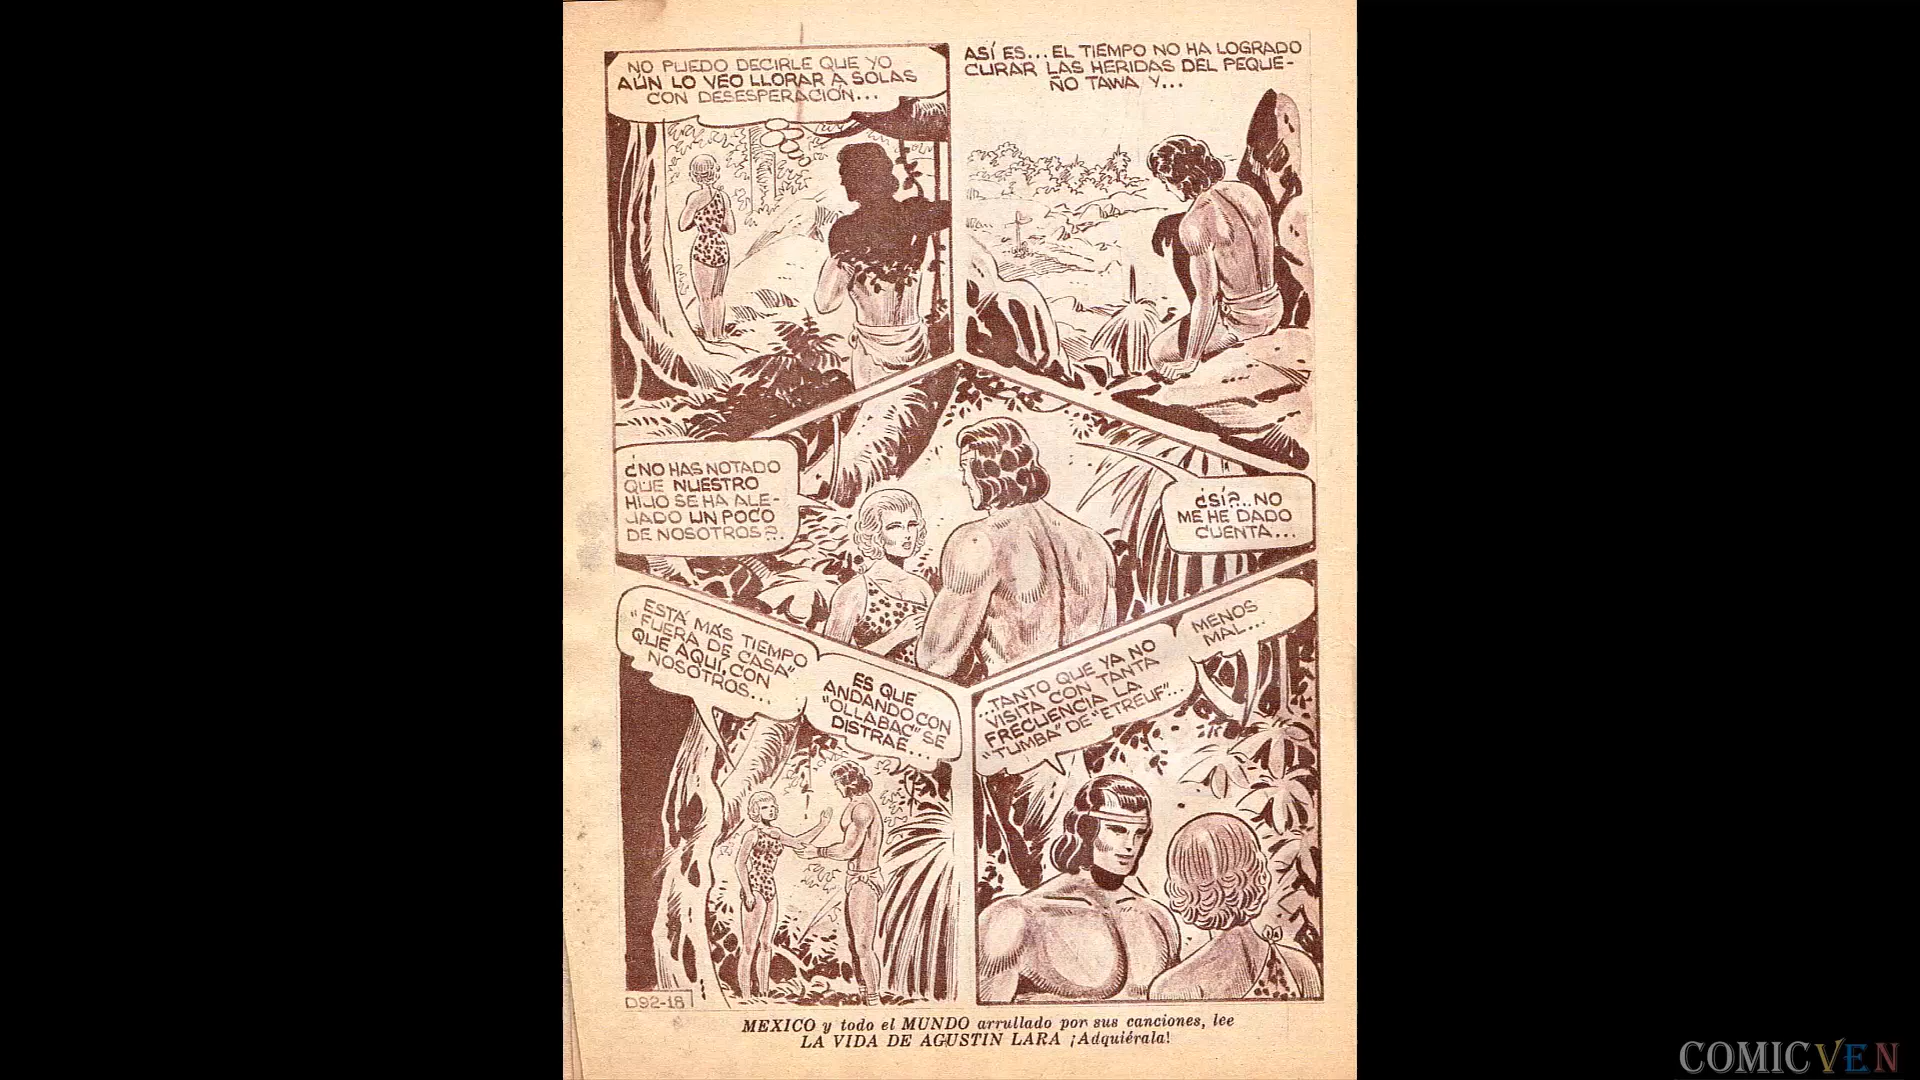 NO PUEDO DECIRLE QUE YO
AÚN LO VEO LLORAR A SOLAS
CON DESESPERACIÓN...
ASÍ ES... EL TIEMPO NO HA LOGRADO
CURAR LAS HERIDAS DEL PEQUE-
ÑO TAWA Y...
¿NO HAS NOTADO
QUE NUESTRO
HIJO SE HA ALE-
JADO UN POCO
DE NOSOTROS?.
¿SÍ?...NO
ME HE DADO
CUENTA...
"ESTÁ MÁS TIEMPO
FUERA DE CASA"
QUE AQUÍ, CON
NOSOTROS...
ES QUE
ANDANDO CON
"OLLABAC" SE
DISTRAE...
...TANTO QUE YA NO
VISITA CON TANTA
FRECUENCIA LA
"TUMBA" DE "ETREUF"...
MENOS
MAL...
D92-18
MEXICO y todo el MUNDO arrullado por sus canciones, lee
LA VIDA DE AGUSTIN LARA ¡Adquiérala!
COMICVEN